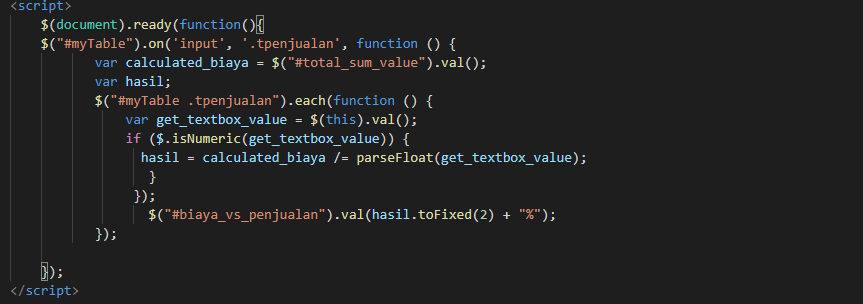 <script>
$(document).ready(function(){
$("#myTable").on('input', '.tpenjualan', function () {
var calculated_biaya = $("#total_sum_value").val();
var hasil;
$("#myTable .tpenjualan").each(function () {
var get_textbox_value = $(this).val();
if ($.isNumeric(get_textbox_value)) {
hasil = calculated_biaya /= parseFloat(get_textbox_value);
}
});
$("#biaya_vs_penjualan").val(hasil.toFixed(2) + "%");
});
});
</script>